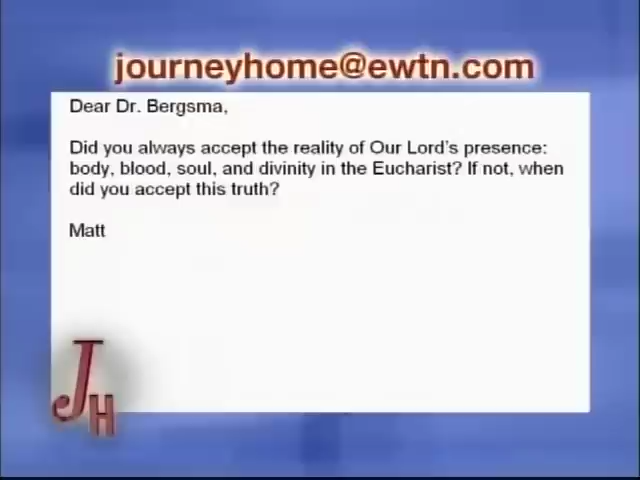 journeyhome@ewtn.com
Dear Dr. Bergsma,
Did you always accept the reality of Our Lord's presence:
body, blood, soul, and divinity in the Eucharist? If not, when
did you accept this truth?
Matt
JH